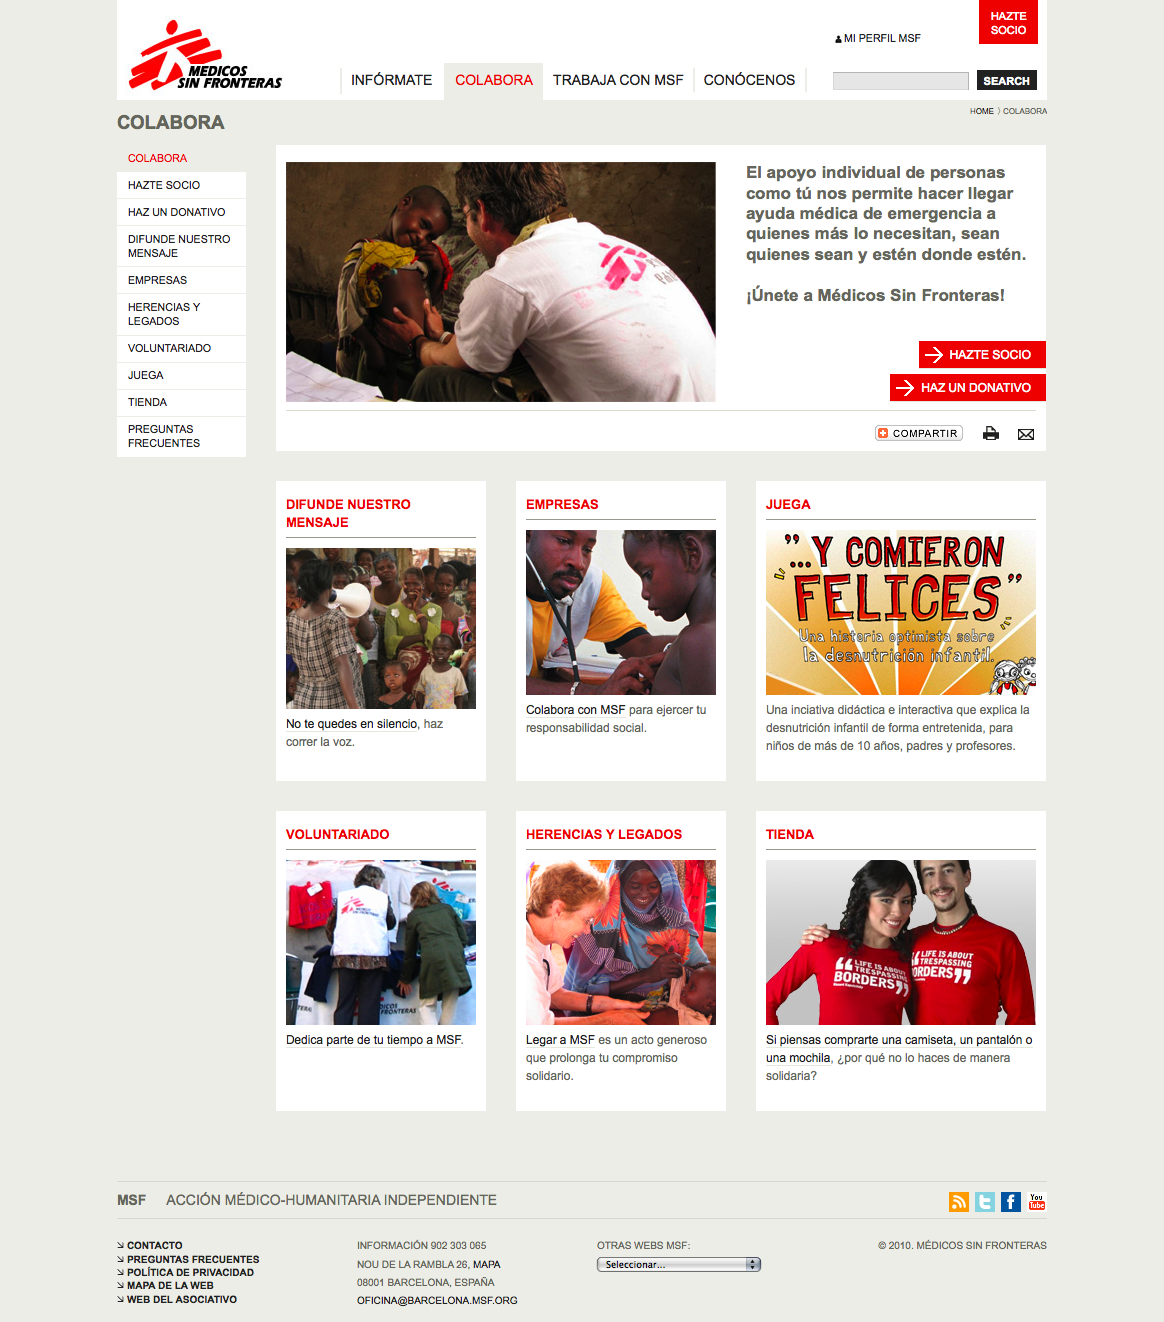 HAZTE
SOCIO
MI PERFIL MSF
MEDICOS
SIN FRONTERAS
INFÓRMATE
COLABORA
TRABAJA CON MSF
CONÓCENOS
SEARCH
HOME 〉COLABORA
COLABORA
COLABORA
HAZTE SOCIO
HAZ UN DONATIVO
DIFUNDE NUESTRO
MENSAJE
EMPRESAS
HERENCIAS Y
LEGADOS
VOLUNTARIADO
JUEGA
TIENDA
PREGUNTAS
FRECUENTES
El apoyo individual de personas
como tú nos permite hacer llegar
ayuda médica de emergencia a
quienes más lo necesitan, sean
quienes sean y estén donde estén.
¡Únete a Médicos Sin Fronteras!
HAZTE SOCIO
HAZ UN DONATIVO
COMPARTIR
DIFUNDE NUESTRO
MENSAJE
No te quedes en silencio, haz
correr la voz.
EMPRESAS
Colabora con MSF para ejercer tu
responsabilidad social.
JUEGA
"...Y COMIERON
FELICES"
Una historia optimista sobre
la desnutrición infantil.
Una inciativa didáctica e interactiva que explica la
desnutrición infantil de forma entretenida, para
niños de más de 10 años, padres y profesores.
VOLUNTARIADO
Dedica parte de tu tiempo a MSF.
HERENCIAS Y LEGADOS
Legar a MSF es un acto generoso
que prolonga tu compromiso
solidario.
TIENDA
LIFE IS ABOUT
TRESPASSING
BORDERS
LIFE IS ABOUT
TRESPASSING
BORDERS
Si piensas comprarte una camiseta, un pantalón o
una mochila, ¿por qué no lo haces de manera
solidaria?
MSF ACCIÓN MÉDICO-HUMANITARIA INDEPENDIENTE
You
Tube
CONTACTO
PREGUNTAS FRECUENTES
POLÍTICA DE PRIVACIDAD
MAPA DE LA WEB
WEB DEL ASOCIATIVO
INFORMACIÓN 902 303 065
NOU DE LA RAMBLA 26, MAPA
08001 BARCELONA, ESPAÑA
OFICINA@BARCELONA.MSF.ORG
OTRAS WEBS MSF:
Seleccionar...
© 2010. MÉDICOS SIN FRONTERAS